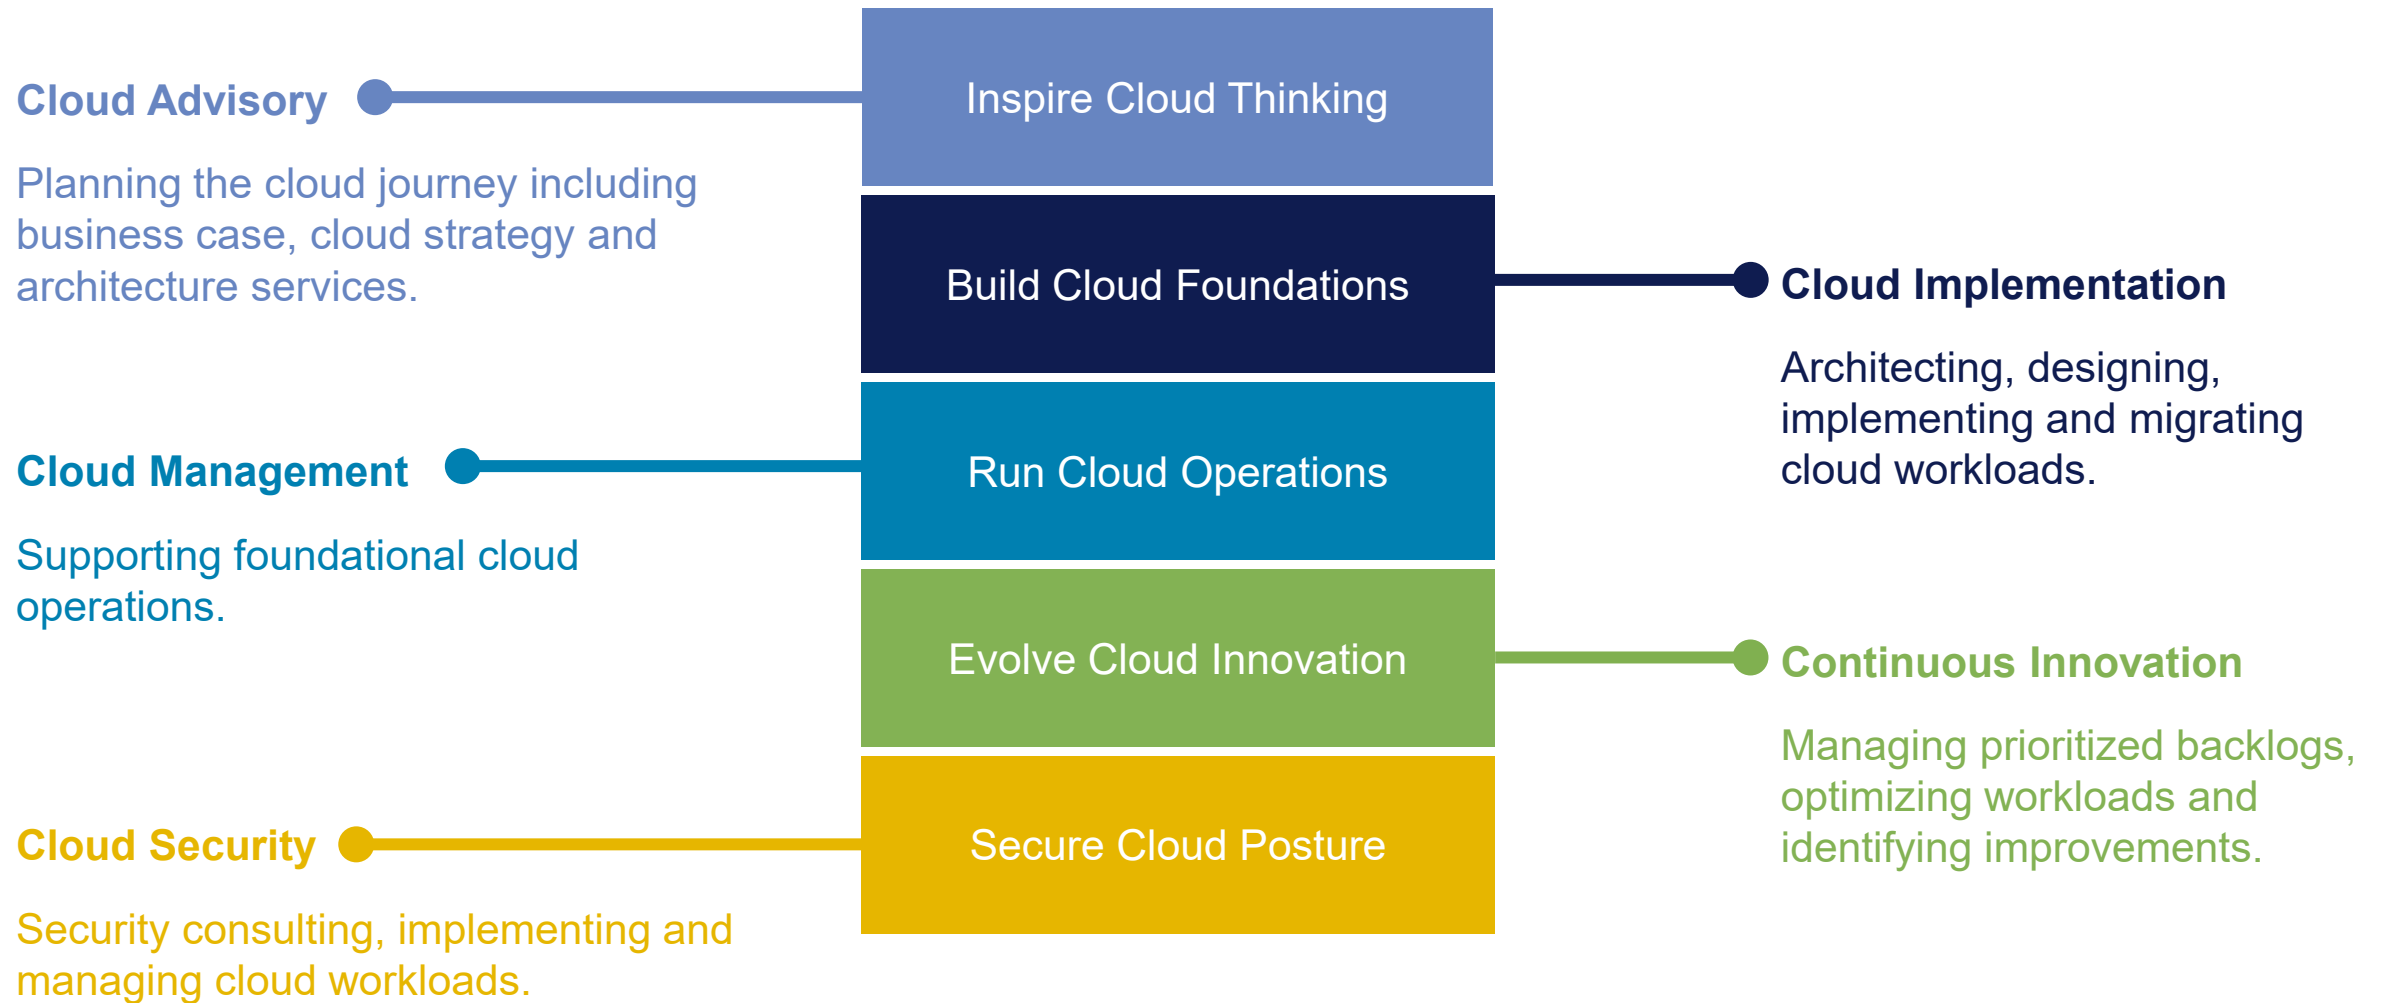 Inspire Cloud Thinking
Cloud Advisory
Planning the cloud journey including
business case, cloud strategy and
architecture services.
Build Cloud Foundations
Cloud Implementation
Architecting, designing,
implementing and migrating
cloud workloads.
Run Cloud Operations
Cloud Management
Supporting foundational cloud
operations.
Evolve Cloud Innovation
Continuous Innovation
Managing prioritized backlogs,
optimizing workloads and
identifying improvements.
Secure Cloud Posture
Cloud Security
Security consulting, implementing and
managing cloud workloads.